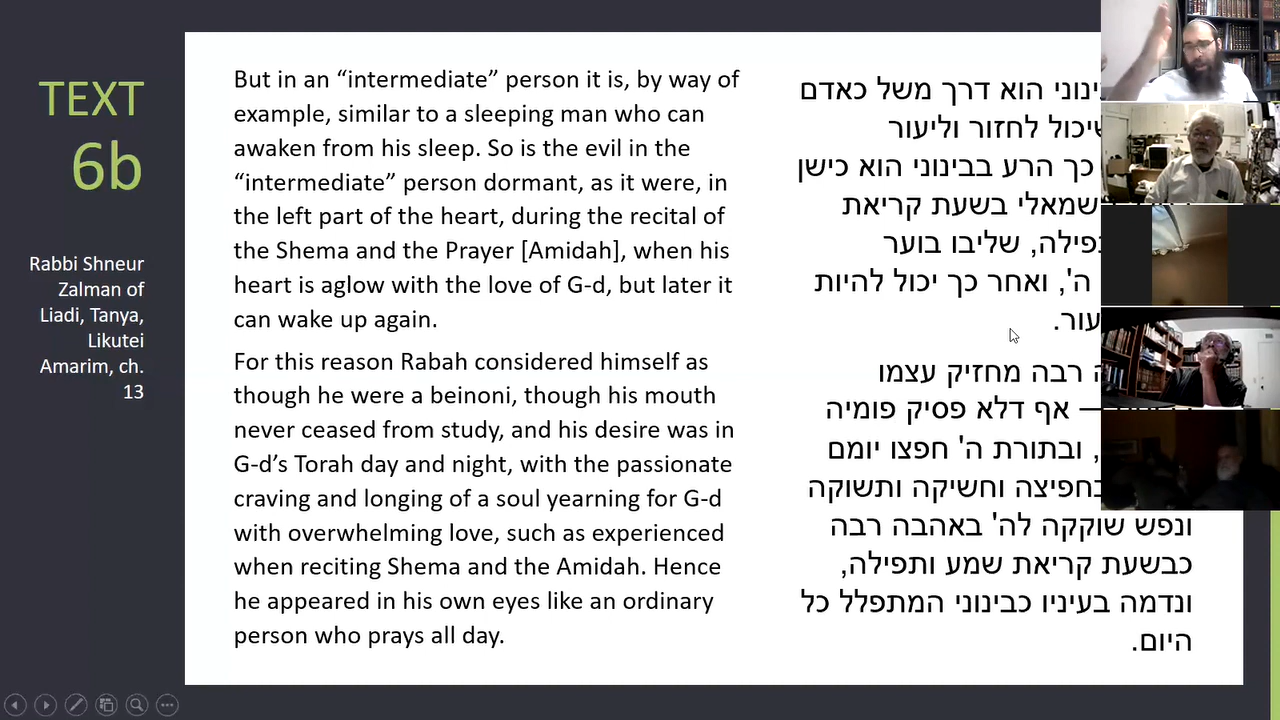 TEXT
6b
Rabbi Shneur
Zalman of
Liadi, Tanya,
Likutei
Amarim, ch.
13
But in an “intermediate” person it is, by way of
example, similar to a sleeping man who can
awaken from his sleep. So is the evil in the
“intermediate” person dormant, as it were, in
the left part of the heart, during the recital of
the Shema and the Prayer [Amidah], when his
heart is aglow with the love of G-d, but later it
can wake up again.
For this reason Rabah considered himself as
though he were a beinoni, though his mouth
never ceased from study, and his desire was in
G-d’s Torah day and night, with the passionate
craving and longing of a soul yearning for G-d
with overwhelming love, such as experienced
when reciting Shema and the Amidah. Hence
he appeared in his own eyes like an ordinary
person who prays all day.
הוא דרך משל כאדם
לחזור וליעור
כך הרע בבינוני הוא כישן
בשעת קריאת
שליבו בוער
ה', ואחר כך יכול להיות
רבה מחזיק עצמו
— אף דלא פסיק פומיה
ובתורת ה' חפצו יומם
וחשיקה ותשוקה
ונפש שוקקה לה' באהבה רבה
כבשעת קריאת שמע ותפילה,
ונדמה בעיניו כבינוני המתפלל כל
היום.